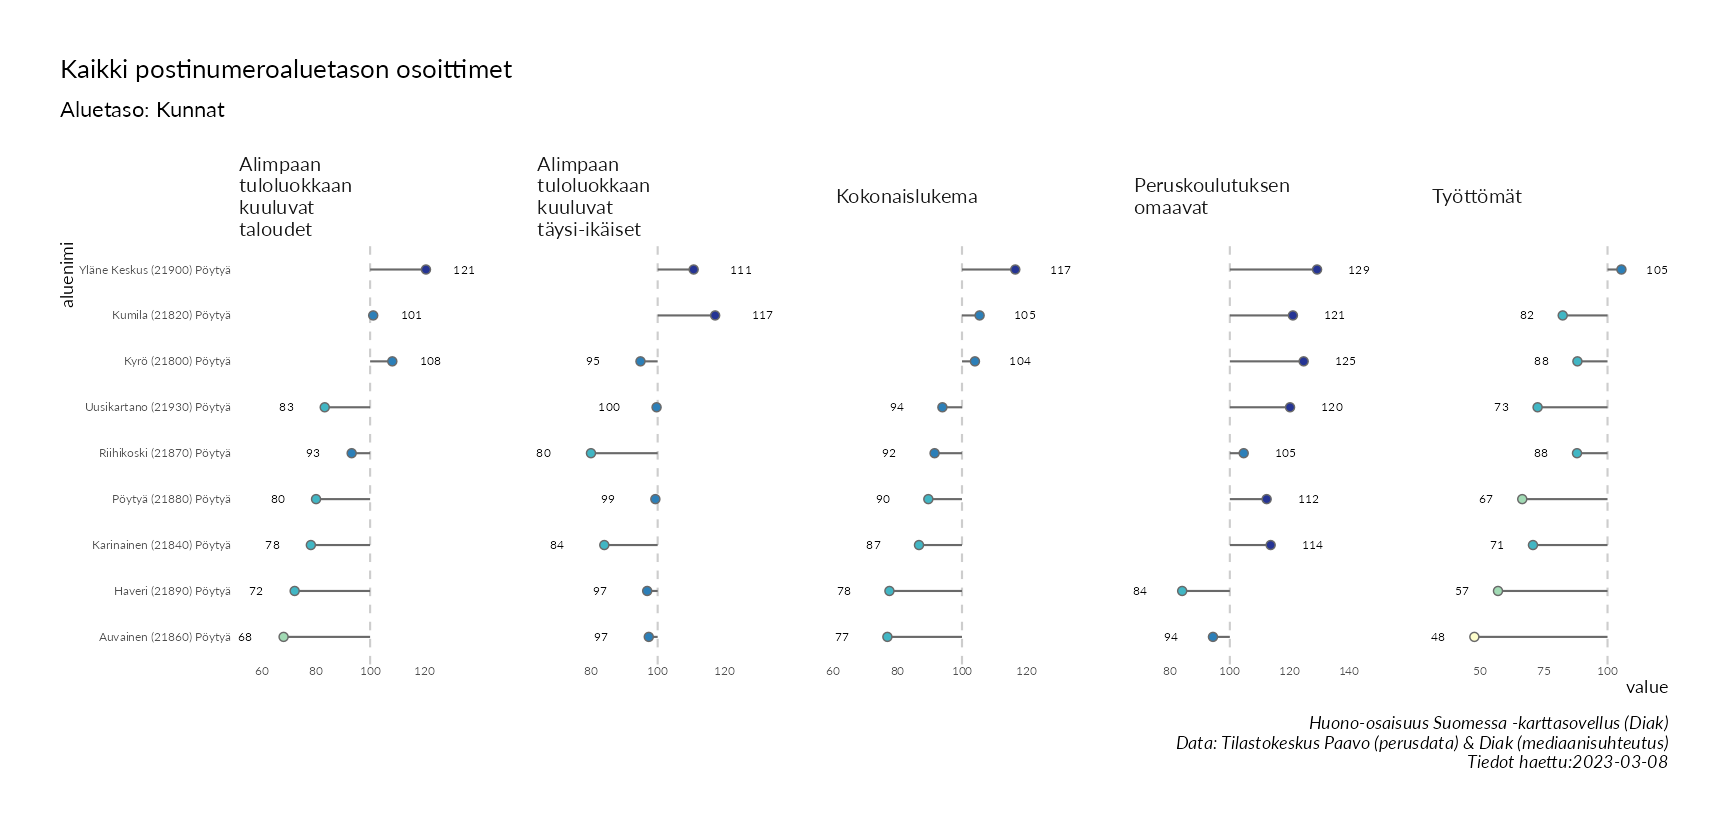 Kaikki postinumeroaluetason osoittimet
Aluetaso: Kunnat
Alimpaan
tuloluokkaan
kuuluvat
taloudet
Alimpaan
tuloluokkaan
kuuluvat
täysi-ikäiset
Kokonaislukema
Peruskoulutuksen
omaavat
Työttömät
aluenimi
Yläne Keskus (21900) Pöytyä 121 111 117 129 105
Kumila (21820) Pöytyä 101 117 105 121 82
Kyrö (21800) Pöytyä 108 95 104 125 88
Uusikartano (21930) Pöytyä 83 100 94 120 73
Riihikoski (21870) Pöytyä 93 80 92 105 88
Pöytyä (21880) Pöytyä 80 99 90 112 67
Karinainen (21840) Pöytyä 78 84 87 114 71
Haveri (21890) Pöytyä 72 97 78 84 57
Auvainen (21860) Pöytyä 68 97 77 94 48
60 80 100 120 80 100 120 60 80 100 120 80 100 120 140 50 75 100
value
Huono-osaisuus Suomessa -karttasovellus (Diak)
Data: Tilastokeskus Paavo (perusdata) & Diak (mediaanisuhteutus)
Tiedot haettu:2023-03-08